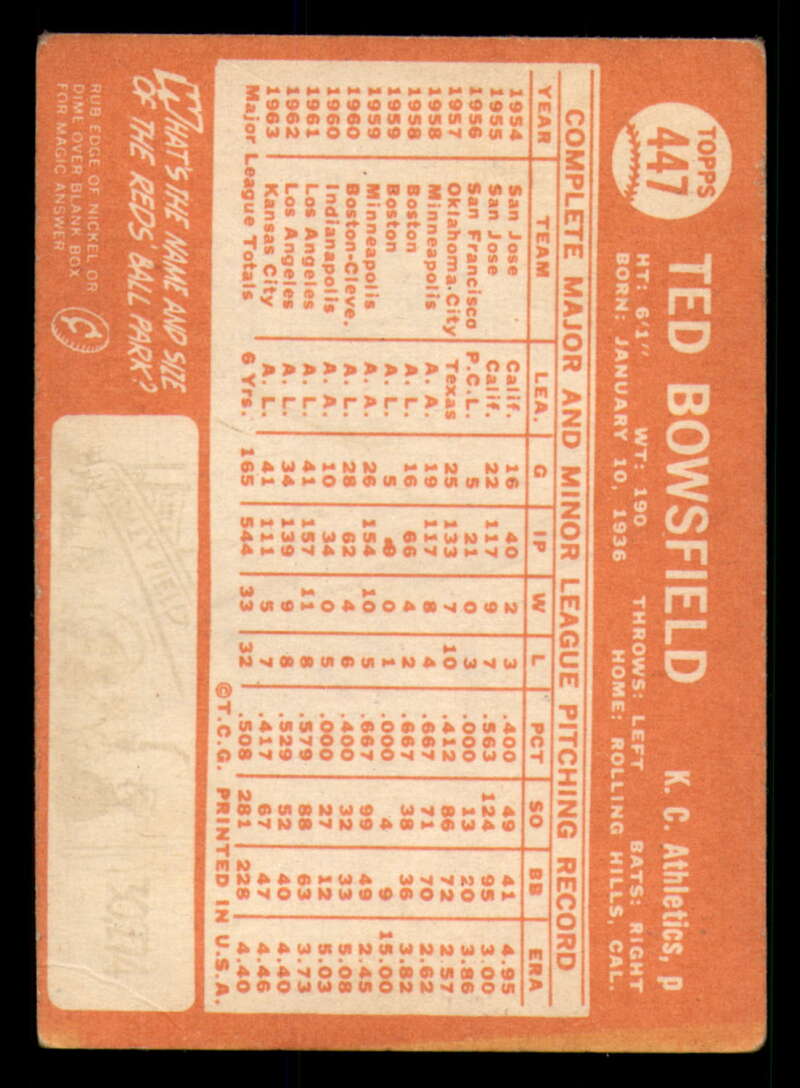 TOPPS
447
TED BOWSFIELD K. C. Athletics, p
HT: 6'1" WT: 190 THROWS: LEFT BATS: RIGHT
BORN: JANUARY 10, 1936 HOME: ROLLING HILLS, CAL.
COMPLETE MAJOR AND MINOR LEAGUE PITCHING RECORD
YEAR TEAM LEA. G IP W L PCT SO BB ERA
1954 San Jose Calif. 16 40 2 3 .400 49 41 4.95
1955 San Jose Calif. 22 117 9 7 .563 124 95 3.00
1956 San Francisco P.C.L. 5 21 0 3 .000 13 20 3.86
1957 Oklahoma.City Texas 25 133 7 10 .412 86 72 2.57
1958 Minneapolis A. A. 19 117 8 4 .667 71 70 2.62
1958 Boston A. L. 16 66 4 2 .667 38 36 3.82
1959 Boston A. L. 5 8 0 1 .000 4 9 15.00
1959 Minneapolis A. A. 26 154 10 5 .667 99 49 2.45
1960 Boston-Cleve. A. L. 28 62 4 6 .400 32 33 5.08
1960 Indianapolis A. A. 10 34 0 5 .000 27 12 5.03
1961 Los Angeles A. L. 41 157 11 8 .579 88 63 3.73
1962 Los Angeles A. L. 34 139 9 8 .529 52 40 4.40
1963 Kansas City A. L. 41 111 5 7 .417 67 47 4.46
Major League Totals 6 Yrs. 165 544 33 32 .508 281 228 4.40
©T.C.G. PRINTED IN U.S.A.
WHAT'S THE NAME AND SIZE
OF THE REDS BALL PARK?
RUB EDGE OF NICKEL OR
DIME OVER BLANK BOX
FOR MAGIC ANSWER
C
FIELD
30,274